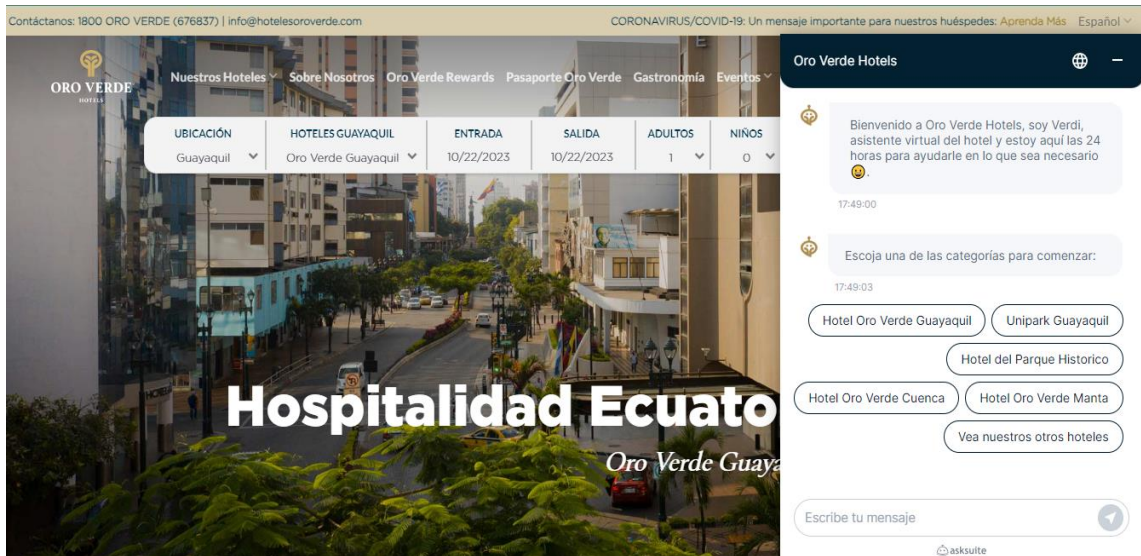 Contáctanos: 1800 ORO VERDE (676837) | info@hotelesoroverde.com
CORONAVIRUS/COVID-19: Un mensaje importante para nuestros huéspedes: Aprenda Más Español
ORO VERDE
HOTELS
Nuestros Hoteles Sobre Nosotros Oro Verde Rewards Pasaporte Oro Verde Gastronomía Eventos
UBICACIÓN HOTELES GUAYAQUIL ENTRADA SALIDA ADULTOS NIÑOS
Guayaquil Oro Verde Guayaquil 10/22/2023 10/22/2023 1 0
Hospitalidad Ecuato
Oro Verde Guaya
Oro Verde Hotels
Bienvenido a Oro Verde Hotels, soy Verdi,
asistente virtual del hotel y estoy aquí las 24
horas para ayudarle en lo que sea necesario
😀.
17:49:00
Escoja una de las categorías para comenzar:
17:49:03
Hotel Oro Verde Guayaquil Unipark Guayaquil
Hotel del Parque Historico
Hotel Oro Verde Cuenca Hotel Oro Verde Manta
Vea nuestros otros hoteles
Escribe tu mensaje
asksuite